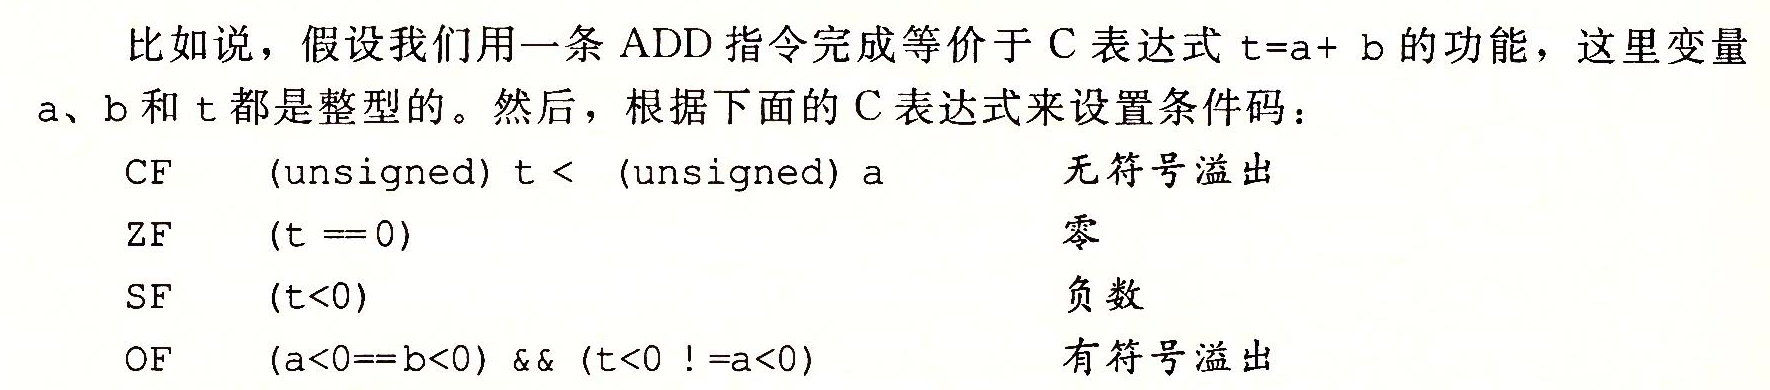 比如说，假设我们用一条 ADD 指令完成等价于 C 表达式 t=a+ b 的功能，这里变量
a、b 和 t 都是整型的。然后，根据下面的 C 表达式来设置条件码：
CF (unsigned) t < (unsigned) a 无符号溢出
ZF (t ==0) 零
SF (t<0) 负数
OF (a<0==b<0) && (t<0 !=a<0) 有符号溢出